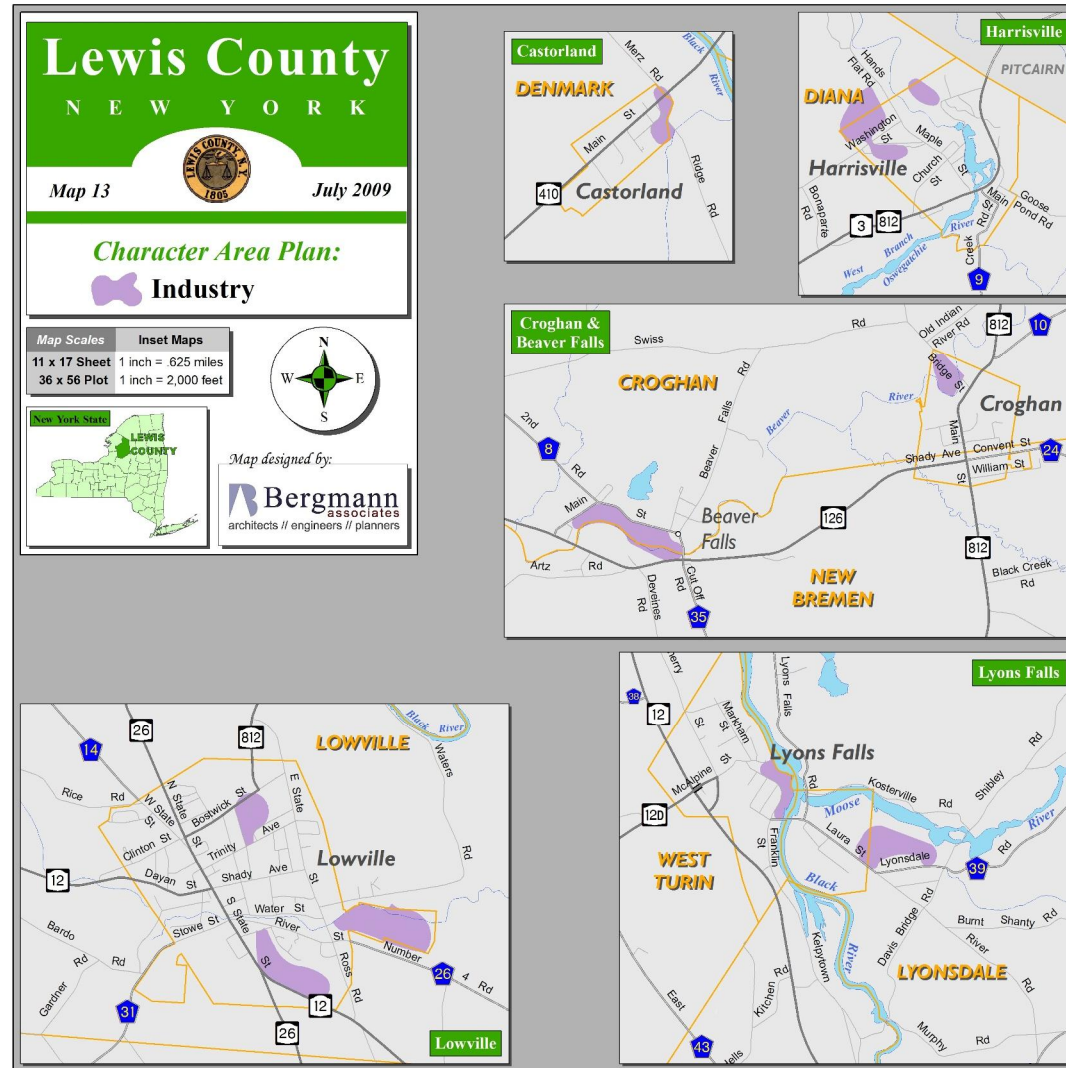 Lewis County
NEW YORK
LEWIS COUNTY, N.Y.
1805
Map 13
July 2009
Character Area Plan:
Industry
Map Scales
Inset Maps
11 x 17 Sheet
1 inch = .625 miles
36 x 56 Plot
1 inch = 2,000 feet
N
W
E
S
New York State
LEWIS
COUNTY
Map designed by:
Bergmann
associates
architects // engineers // planners
Castorland
DENMARK
Merz
Rd
Black
River
Main
St
Ridge
Rd
410
Castorland
Harrisville
PITCAIRN
Hands
Flat Rd
DIANA
Washington
St
Maple
St
Church
St
Harrisville
Bonaparte
Rd
Main
St
Goose
Pond Rd
3
812
West
Branch
Oswegatchie
River
Creek
Rd
9
Croghan &
Beaver Falls
Swiss
Rd
Old Indian
River Rd
812
10
CROGHAN
Bridge
St
River
Beaver
Croghan
2nd
Rd
8
Beaver
Falls
Rd
Main
St
Shady Ave
Convent St
24
William St
Main
St
Beaver
Falls
126
812
Artz
Rd
Deveines
Rd
Cut Off
Rd
35
NEW
BREMEN
Black Creek
Rd
Lyons Falls
herry
38
12
St
Markham
St
Lyons
Falls
Rd
Lyons Falls
McAlpine
St
12D
Kosterville
Rd
Shibley
Rd
Moose
River
Franklin
St
Laura
St
Lyonsdale
Rd
39
WEST
TURIN
Black
River
Davis Bridge
Rd
Burnt
Shanty
Rd
River
Rd
Kelpytown
LYONSDALE
East
Kitchen
Rd
43
ells
Murphy
Rd
26
812
14
LOWVILLE
Black
River
Waters
Rd
Rice
Rd
N State
St
W State
St
Bostwick
St
E State
St
Clinton
St
Trinity
Ave
Lowville
Dayan
St
Shady
Ave
12
Water
St
River
St
Stowe St
S State
St
Number
4
Rd
26
Bardo
Rd
Gardner
Rd
Ross
Rd
31
12
26
Lowville